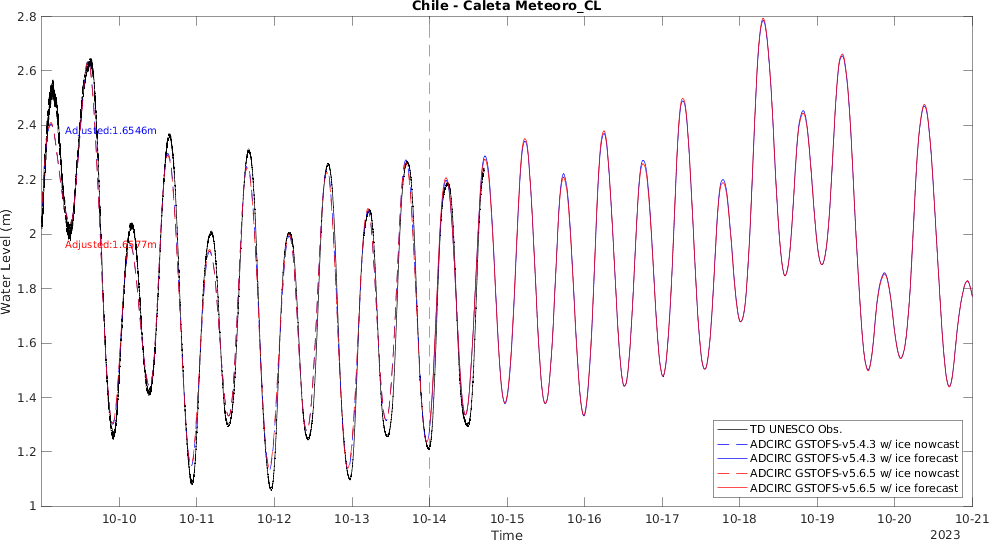 Chile - Caleta Meteoro_CL
2.8
2.6
2.4
2.2
2
1.8
1.6
1.4
1.2
1
Water Level (m)
Adjusted:1.6546m
Adjusted:1.6577m
TD UNESCO Obs.
ADCIRC GSTOFS-v5.4.3 w/ ice nowcast
ADCIRC GSTOFS-v5.4.3 w/ ice forecast
ADCIRC GSTOFS-v5.6.5 w/ ice nowcast
ADCIRC GSTOFS-v5.6.5 w/ ice forecast
10-10 10-11 10-12 10-13 10-14 10-15 10-16 10-17 10-18 10-19 10-20 10-21
Time
2023